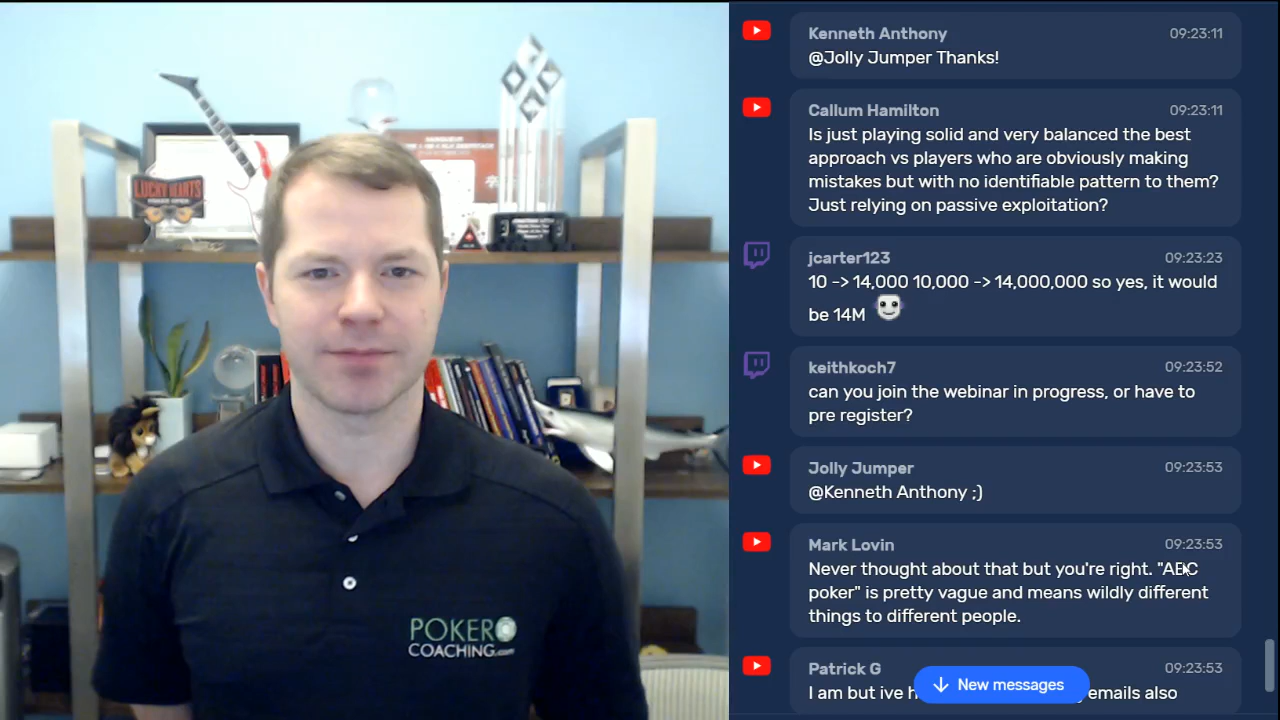 LUCKY HEARTS
POKER OPEN
POKER
COACHING.com
Kenneth Anthony 09:23:11
@Jolly Jumper Thanks!
Callum Hamilton 09:23:11
Is just playing solid and very balanced the best
approach vs players who are obviously making
mistakes but with no identifiable pattern to them?
Just relying on passive exploitation?
jcarter123 09:23:23
10 -> 14,000 10,000 -> 14,000,000 so yes, it would
be 14M
keithkoch7 09:23:52
can you join the webinar in progress, or have to
pre register?
Jolly Jumper 09:23:53
@Kenneth Anthony ;)
Mark Lovin 09:23:53
Never thought about that but you're right. "ABC
poker" is pretty vague and means wildly different
things to different people.
Patrick G 09:23:53
I am but ive emails also
New messages